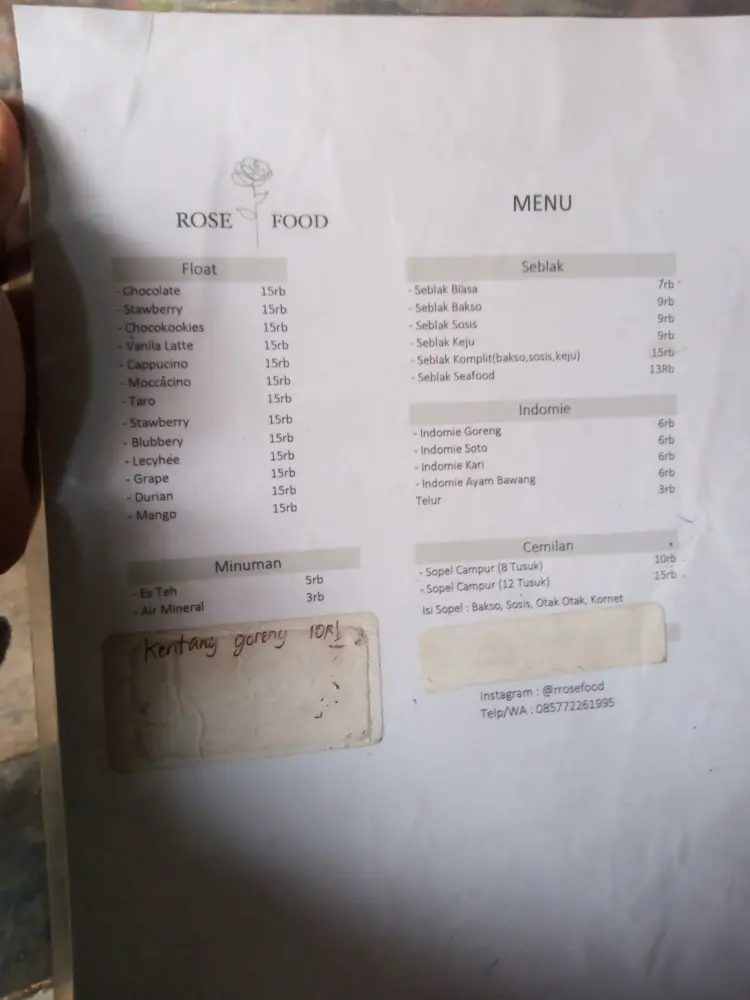 ROSE FOOD
Float
- Chocolate 15rb
- Stawberry 15rb
- Chocokookies 15rb
- Vanila Latte 15rb
- Cappucino 15rb
- Moccacino 15rb
- Taro 15rb
- Stawberry 15rb
- Blubbery 15rb
- Lecyhee 15rb
- Grape 15rb
- Durian 15rb
- Mango 15rb
Minuman
- Es Teh 5rb
- Air Mineral 3rb
Kentang goreng 10Rb
MENU
Seblak
- Seblak Biasa 7rb
- Seblak Bakso 9rb
- Seblak Sosis 9rb
- Seblak Keju 9rb
- Seblak Komplit(bakso,sosis,keju) 15rb
- Seblak Seafood 13Rb
Indomie
- Indomie Goreng 6rb
- Indomie Soto 6rb
- Indomie Kari 6rb
- Indomie Ayam Bawang 6rb
Telur 3rb
Cemilan
- Sopel Campur (8 Tusuk) 10rb
- Sopel Campur (12 Tusuk) 15rb
Isi Sopel : Bakso, Sosis, Otak Otak, Kornet
Instagram : @rrosefood
Telp/WA : 085772261995